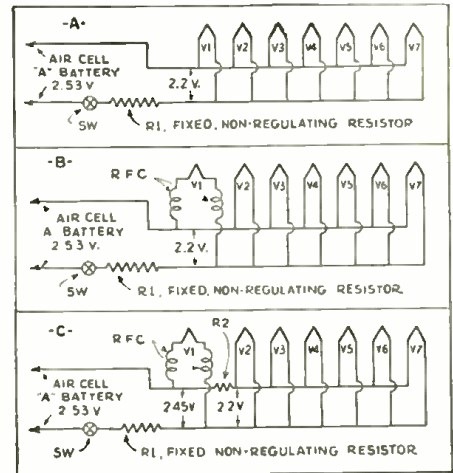 -A-
V1 V2 V3 V4 V5 V6 V7
AIR CELL
"A" BATTERY
2.53 V
2.2 V.
SW
R1, FIXED, NON-REGULATING RESISTOR
-B-
RFC
V1 V2 V3 V4 V5 V6 V7
AIR CELL
A BATTERY
2 53 V.
2.2 V.
SW
R1, FIXED, NON-REGULATING RESISTOR
-C-
R2
RFC
V1 V2 V3 V4 V5 V6 V7
AIR CELL
"A" BATTERY
2 53 V
2.45V
2.2V
SW
R1, FIXED NON-REGULATING RESISTOR